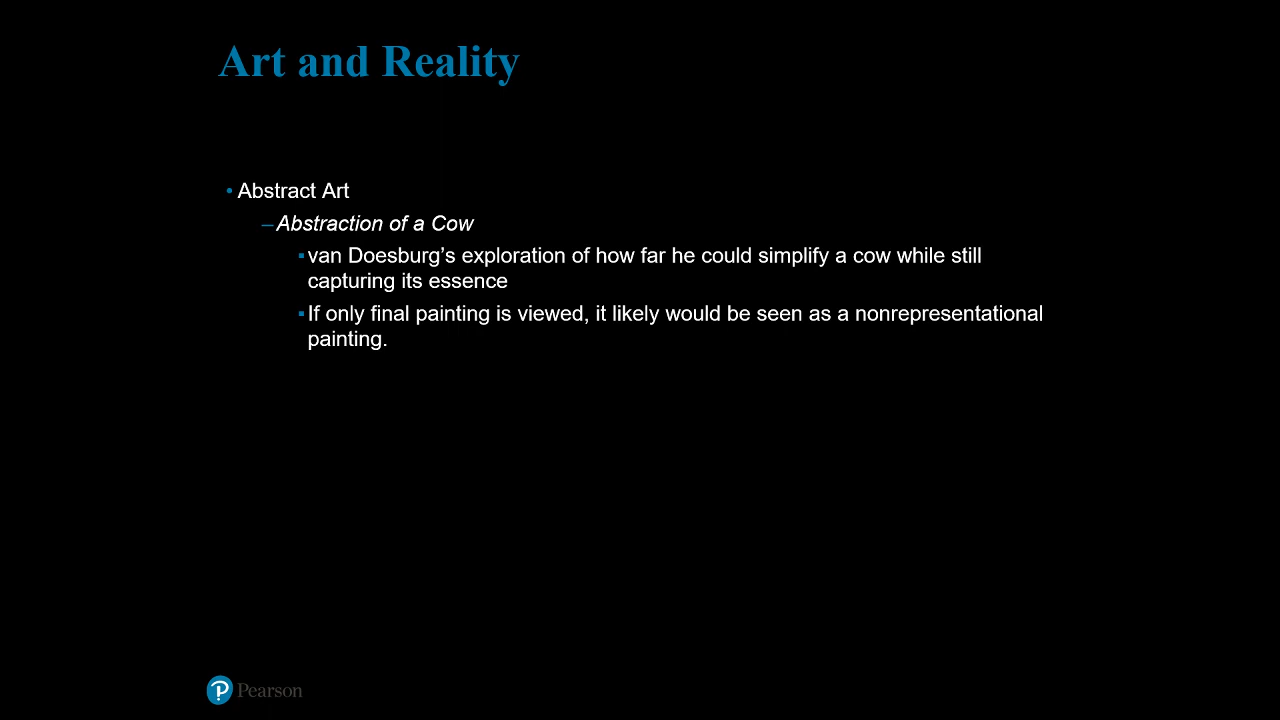 Art and Reality
• Abstract Art
– Abstraction of a Cow
▪ van Doesburg’s exploration of how far he could simplify a cow while still
capturing its essence
▪ If only final painting is viewed, it likely would be seen as a nonrepresentational
painting.
Pearson